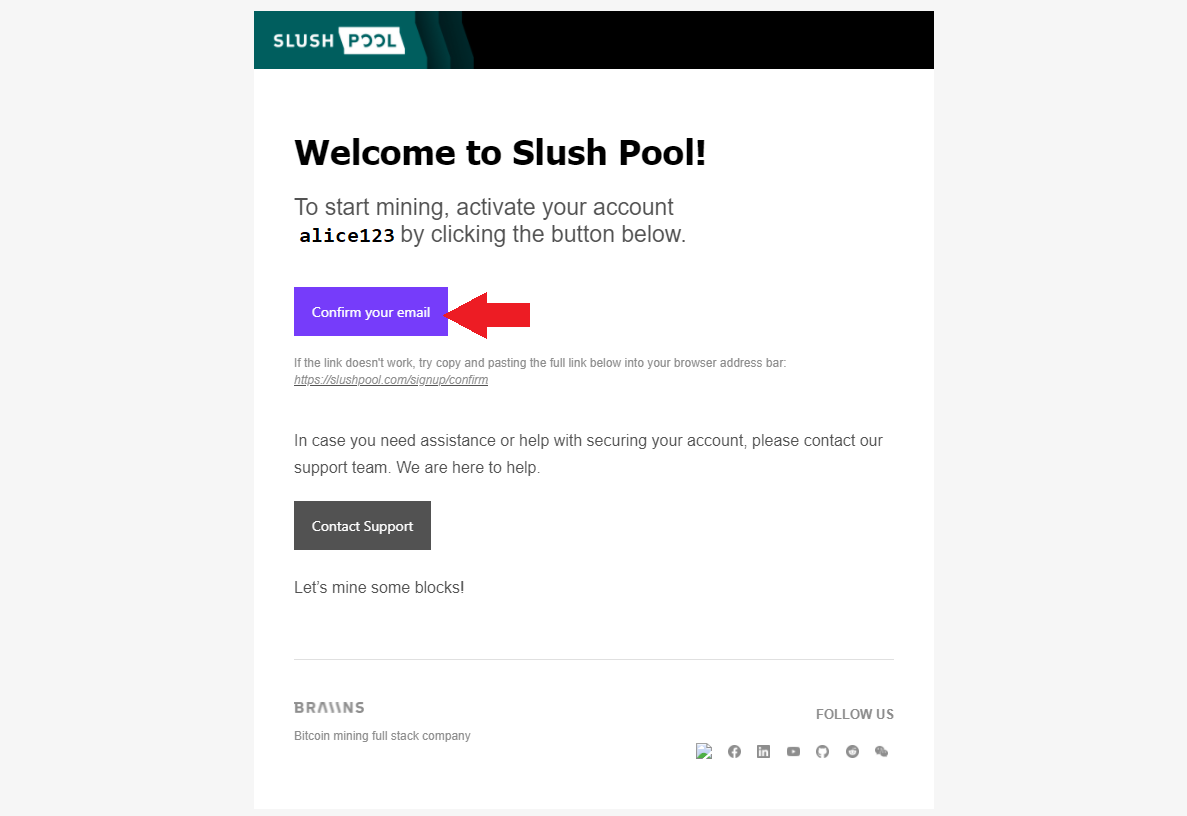 SLUSH POOL
Welcome to Slush Pool!
To start mining, activate your account
alice123 by clicking the button below.
Confirm your email
If the link doesn't work, try copy and pasting the full link below into your browser address bar:
https://slushpool.com/signup/confirm
In case you need assistance or help with securing your account, please contact our
support team. We are here to help.
Contact Support
Let’s mine some blocks!
BRAIINS
Bitcoin mining full stack company
FOLLOW US